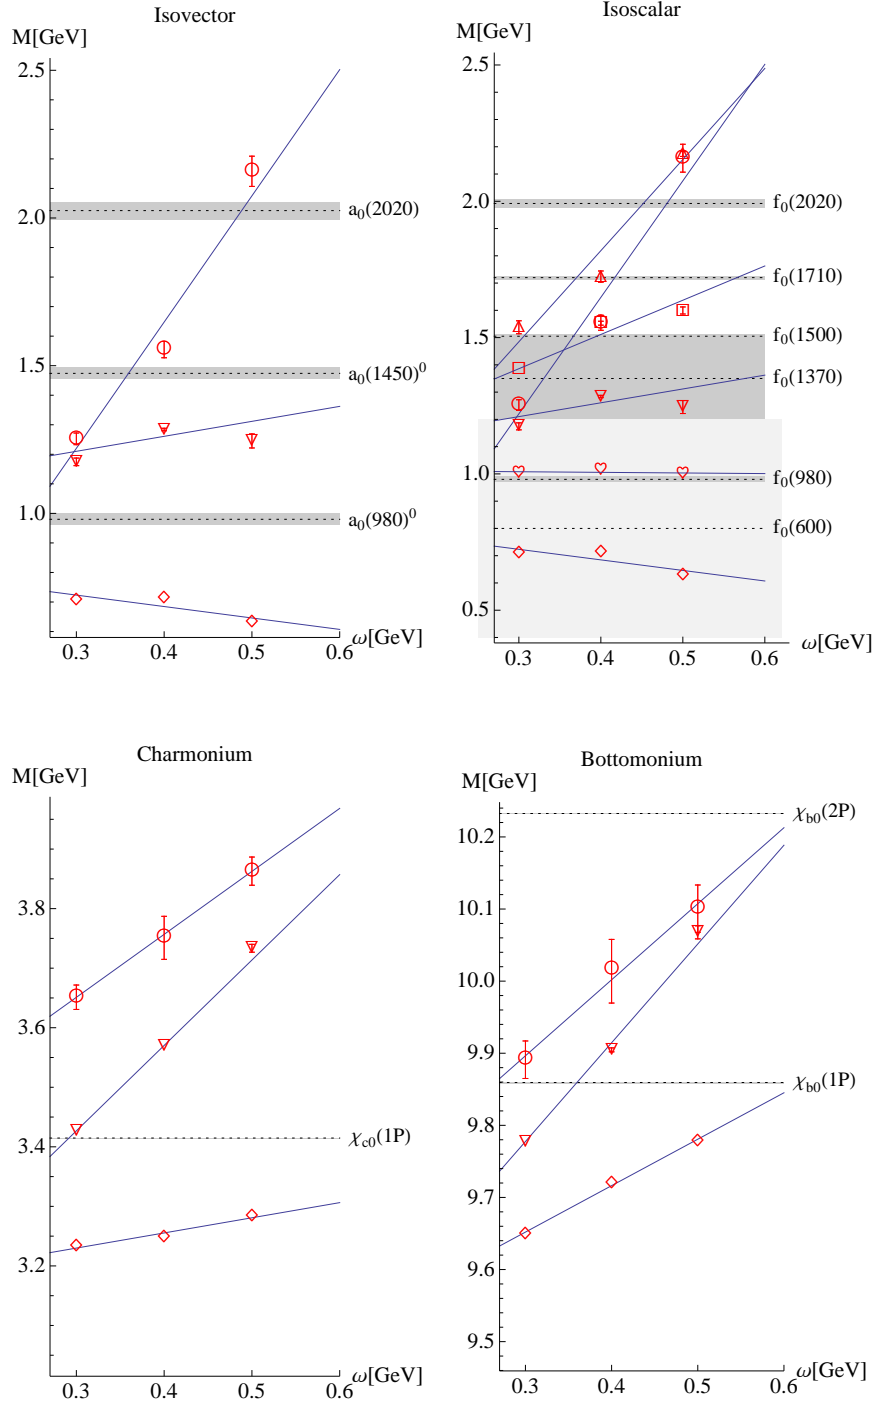 Isovector
M[GeV]
2.5
2.0
1.5
1.0
a₀(2020)
a₀(1450)⁰
a₀(980)⁰
0.3 0.4 0.5 0.6
ω[GeV]
Isoscalar
M[GeV]
2.5
2.0
1.5
1.0
0.5
f₀(2020)
f₀(1710)
f₀(1500)
f₀(1370)
f₀(980)
f₀(600)
0.3 0.4 0.5 0.6
ω[GeV]
Charmonium
M[GeV]
3.8
3.6
3.4
3.2
χc0(1P)
0.3 0.4 0.5 0.6
ω[GeV]
Bottomonium
M[GeV]
10.2
10.1
10.0
9.9
9.8
9.7
9.6
9.5
χb0(2P)
χb0(1P)
0.3 0.4 0.5 0.6
ω[GeV]